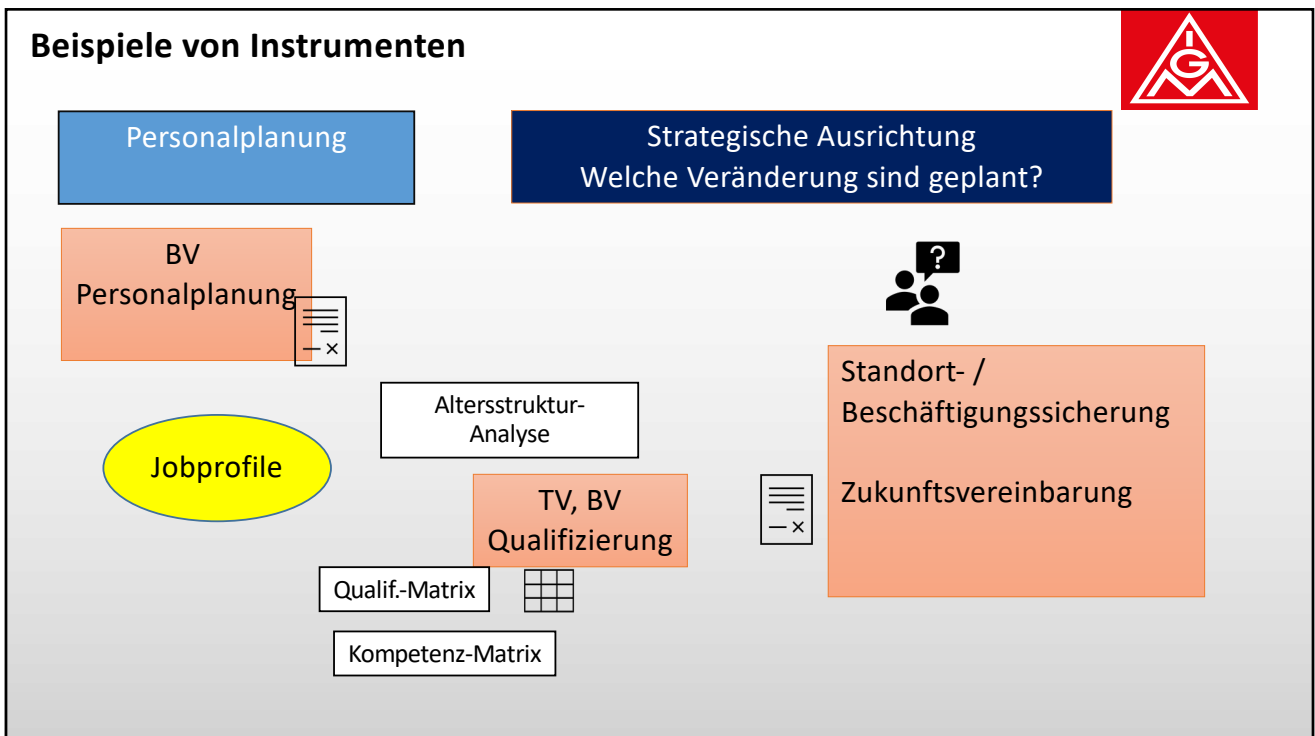 Beispiele von Instrumenten
IGM
Personalplanung
Strategische Ausrichtung
Welche Veränderung sind geplant?
BV
Personalplanung
?
Standort- /
Beschäftigungssicherung
Zukunftsvereinbarung
Altersstruktur-
Analyse
Jobprofile
TV, BV
Qualifizierung
Qualif.-Matrix
Kompetenz-Matrix